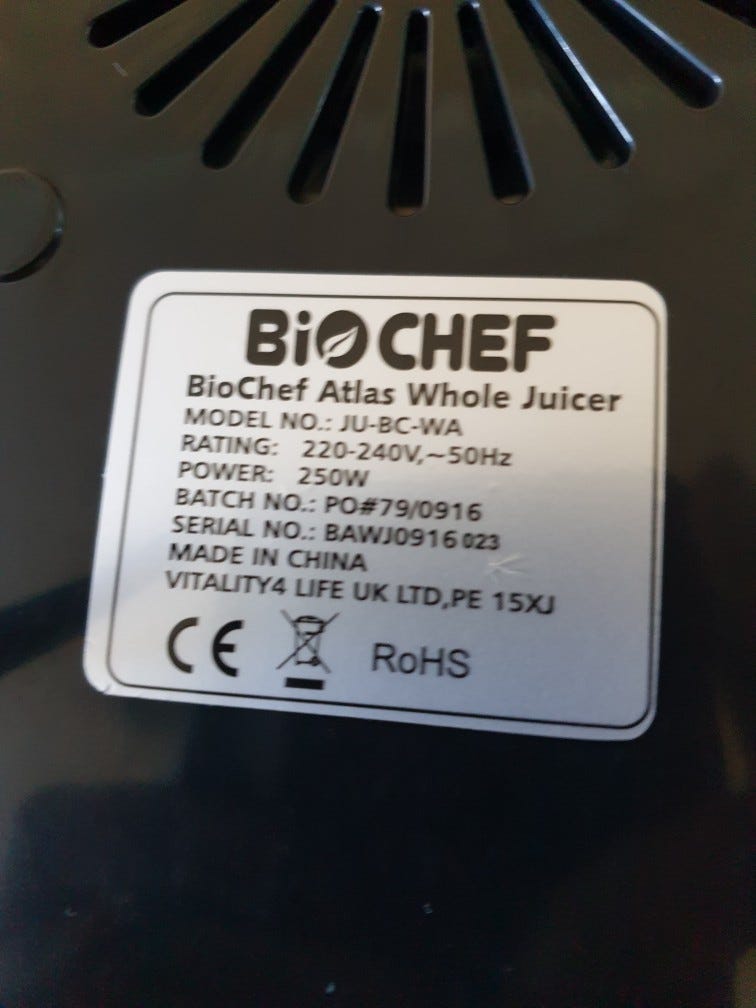 BiOCHEF
BioChef Atlas Whole Juicer
MODEL NO.: JU-BC-WA
RATING: 220-240V,~50Hz
POWER: 250W
BATCH NO.: PO#79/0916
SERIAL NO.: BAWJ0916 023
MADE IN CHINA
VITALITY4 LIFE UK LTD,PE 15XJ
CE RoHS